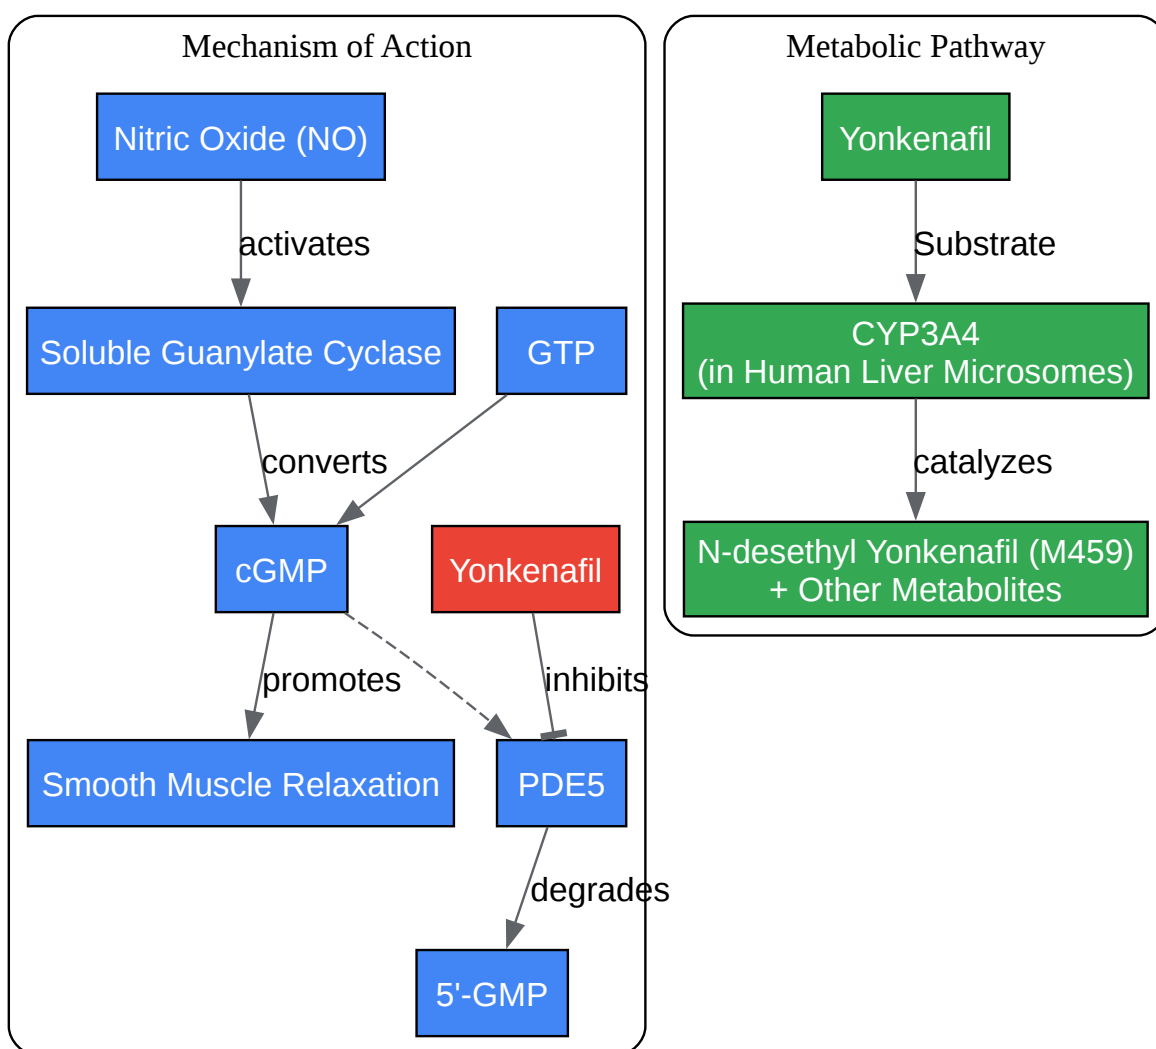 Mechanism of Action
Nitric Oxide (NO)
activates
Soluble Guanylate Cyclase
GTP
converts
cGMP
Yonkenafil
promotes
inhibits
Smooth Muscle Relaxation
PDE5
degrades
5'-GMP
Metabolic Pathway
Yonkenafil
Substrate
CYP3A4
(in Human Liver Microsomes)
catalyzes
N-desethyl Yonkenafil (M459)
+ Other Metabolites